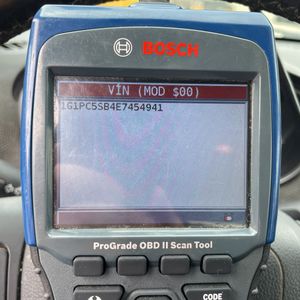 BOSCH
VIN (MOD $00)
1G1PC5SB4E7454941
ProGrade OBD II Scan Tool
CODE